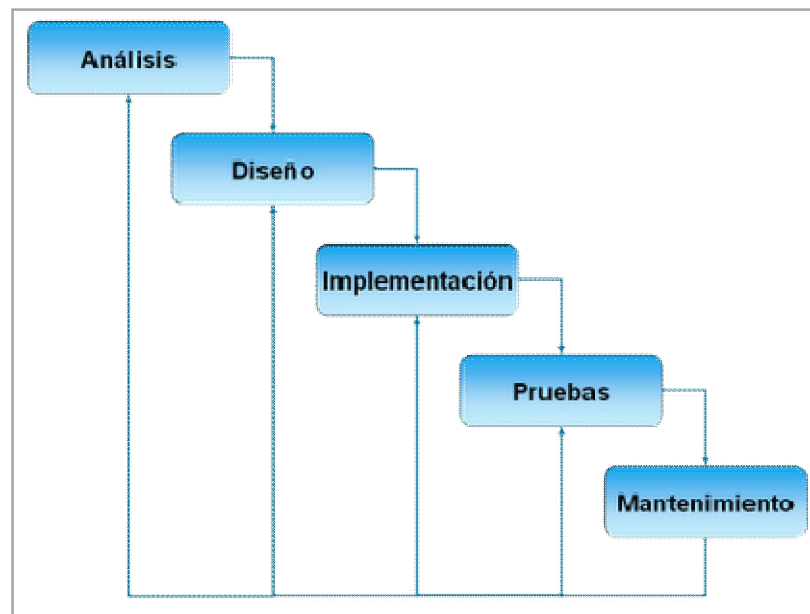 Análisis
Diseño
Implementación
Pruebas
Mantenimiento